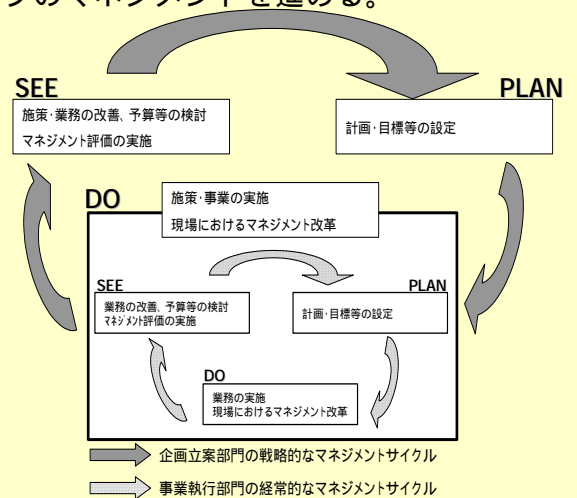 プのマネジメントを進める。
SEE
施策・業務の改善、予算等の検討
マネジメント評価の実施
PLAN
計画・目標等の設定
DO
施策・事業の実施
現場におけるマネジメント改革
SEE
業務の改善、予算等の検討
マネジメント評価の実施
PLAN
計画・目標等の設定
DO
業務の実施
現場におけるマネジメント改革
企画立案部門の戦略的なマネジメントサイクル
事業執行部門の経常的なマネジメントサイクル